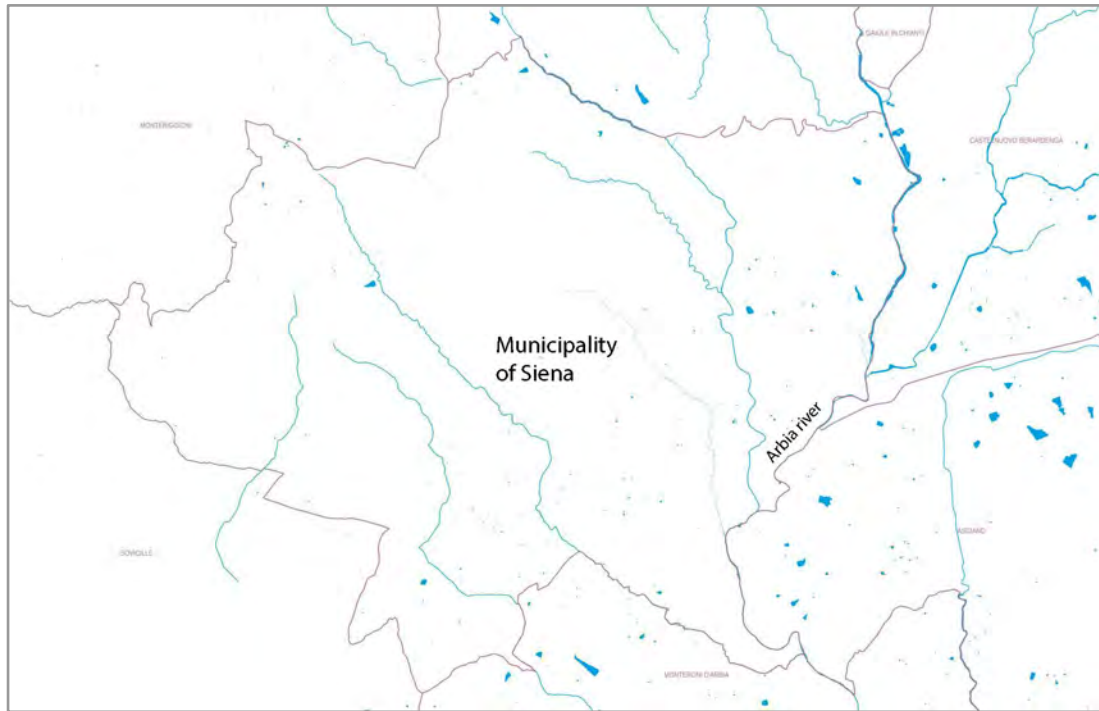 GAIOLE IN CHIANTI
MONTERIGGIONI
CASTELNUOVO BERARDENGA
Municipality
of Siena
Arbia river
ASCIANO
SOVICILLE
MONTERONI D'ARBIA